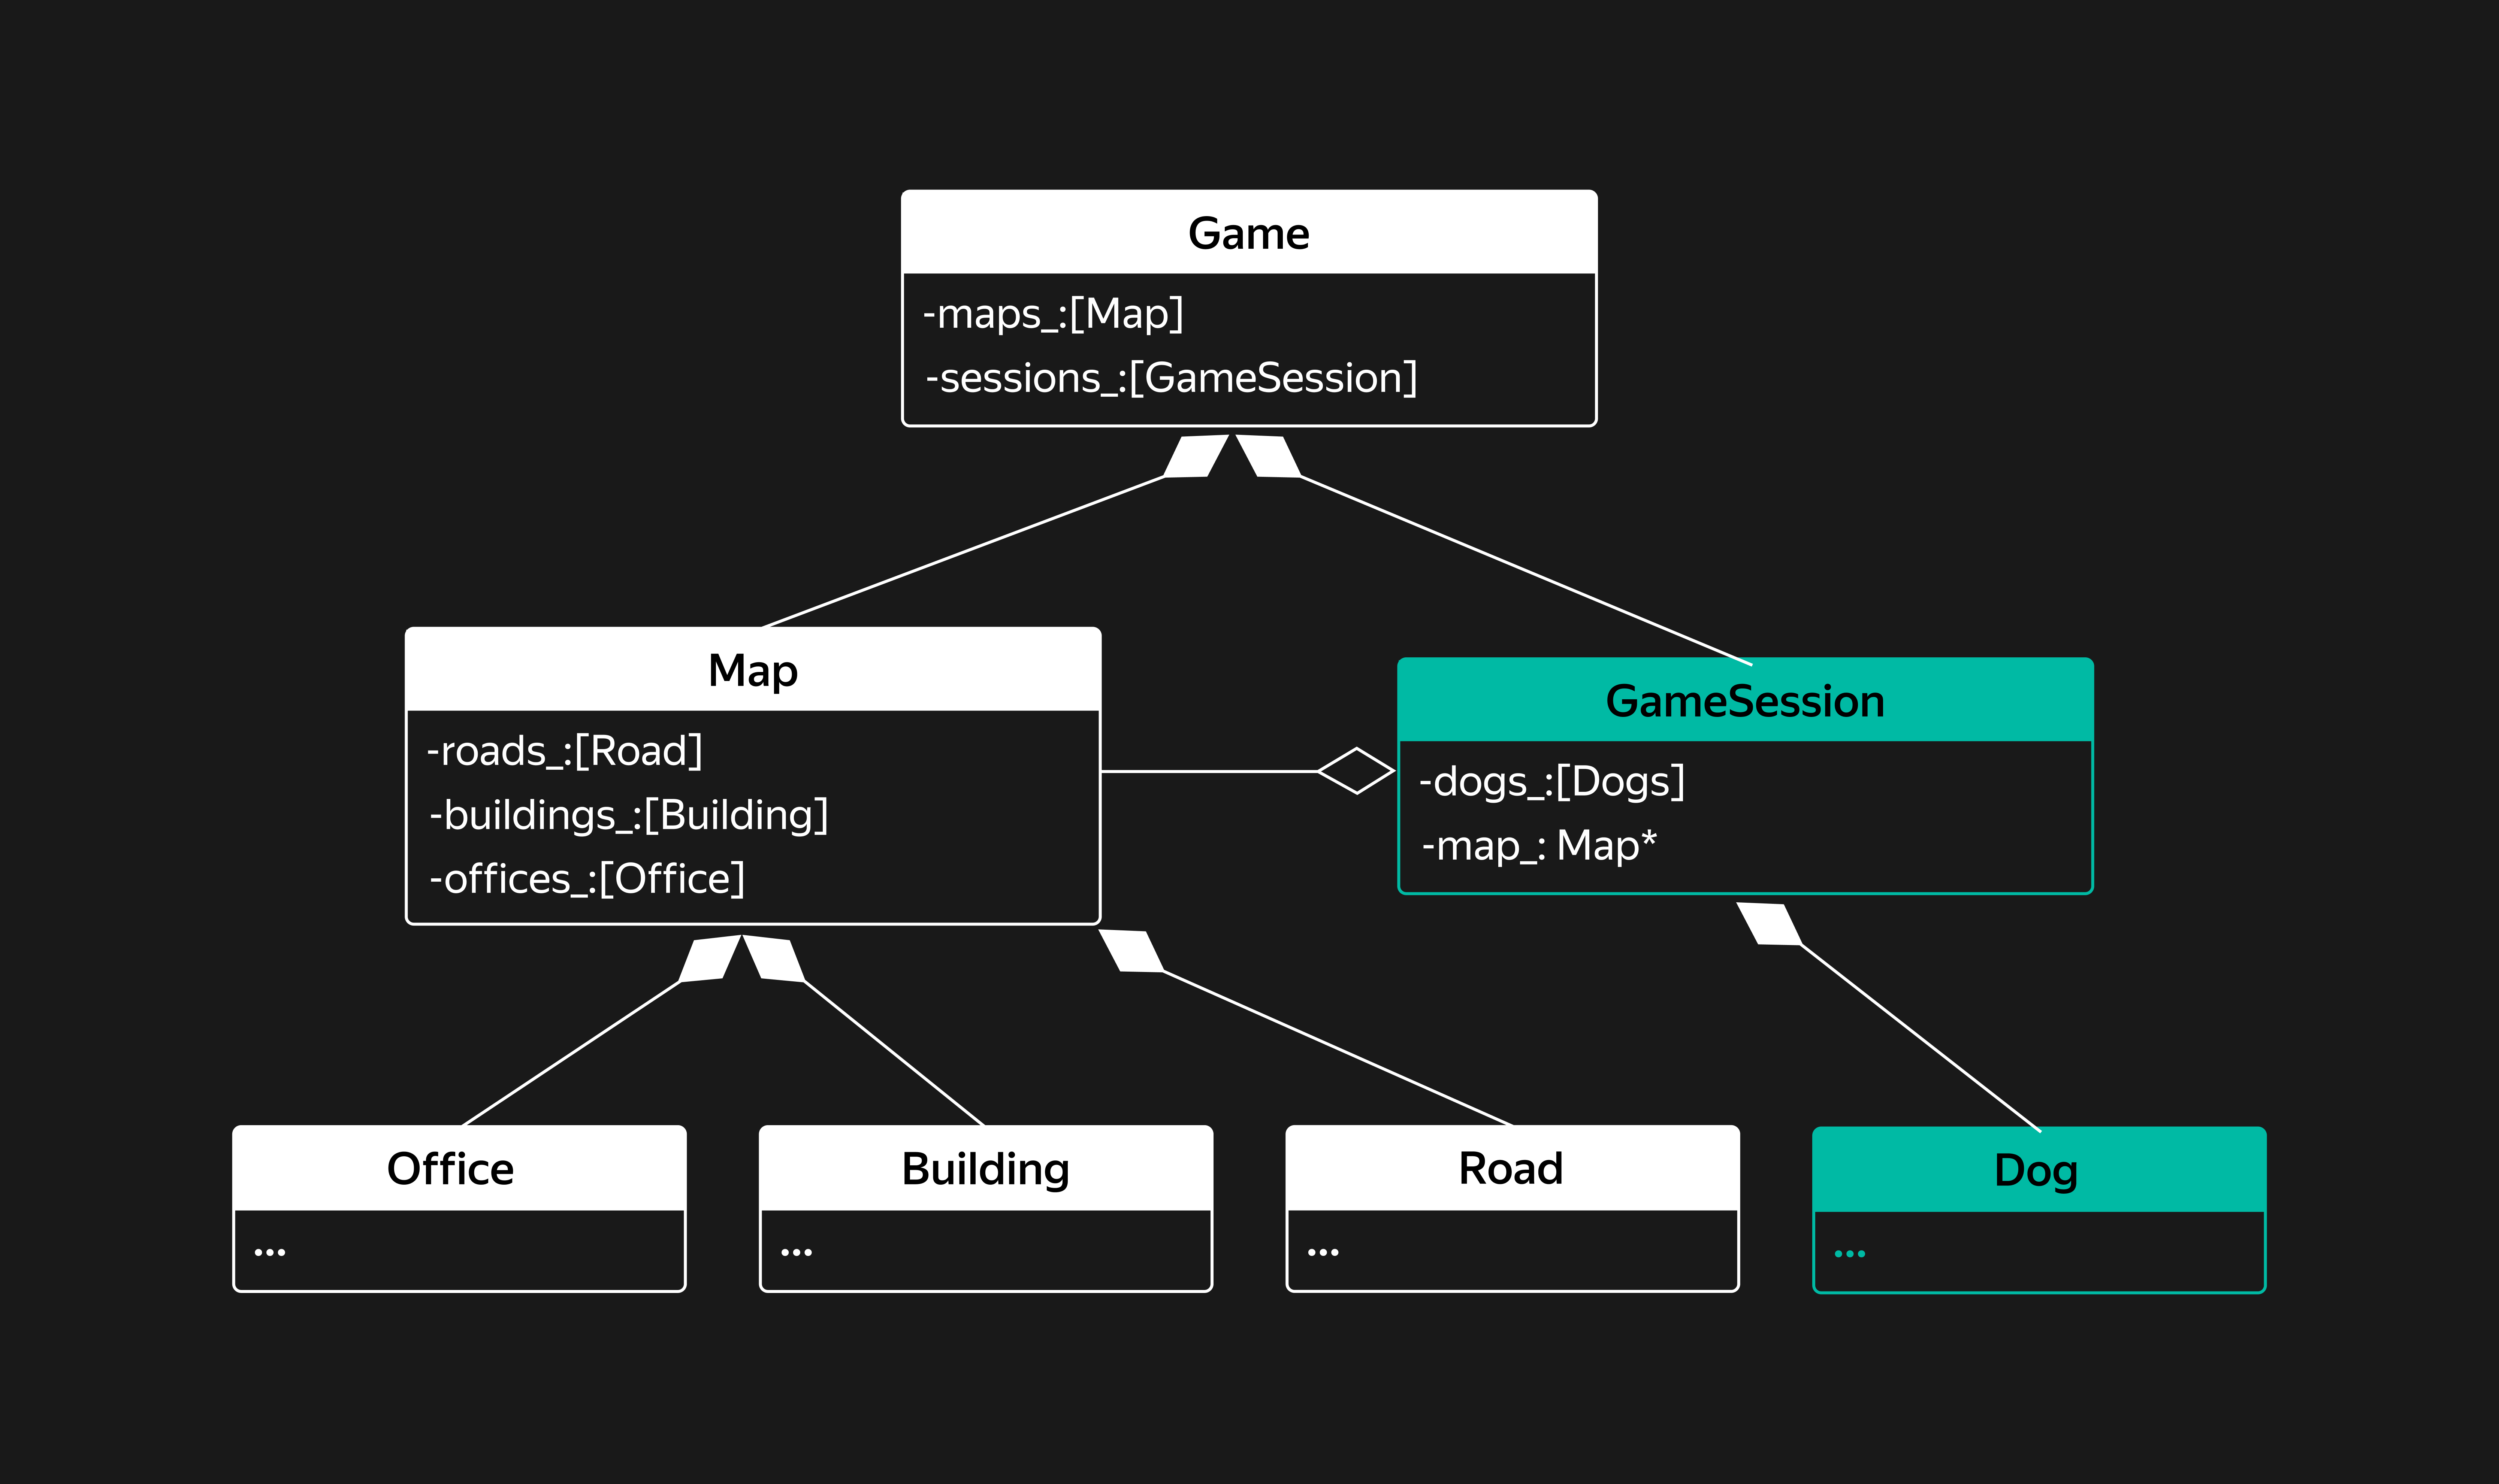 Game
-maps_:[Map]
-sessions_:[GameSession]
Map
-roads_:[Road]
-buildings_:[Building]
-offices_:[Office]
GameSession
-dogs_:[Dogs]
-map_: Map*
Office
...
Building
...
Road
...
Dog
...